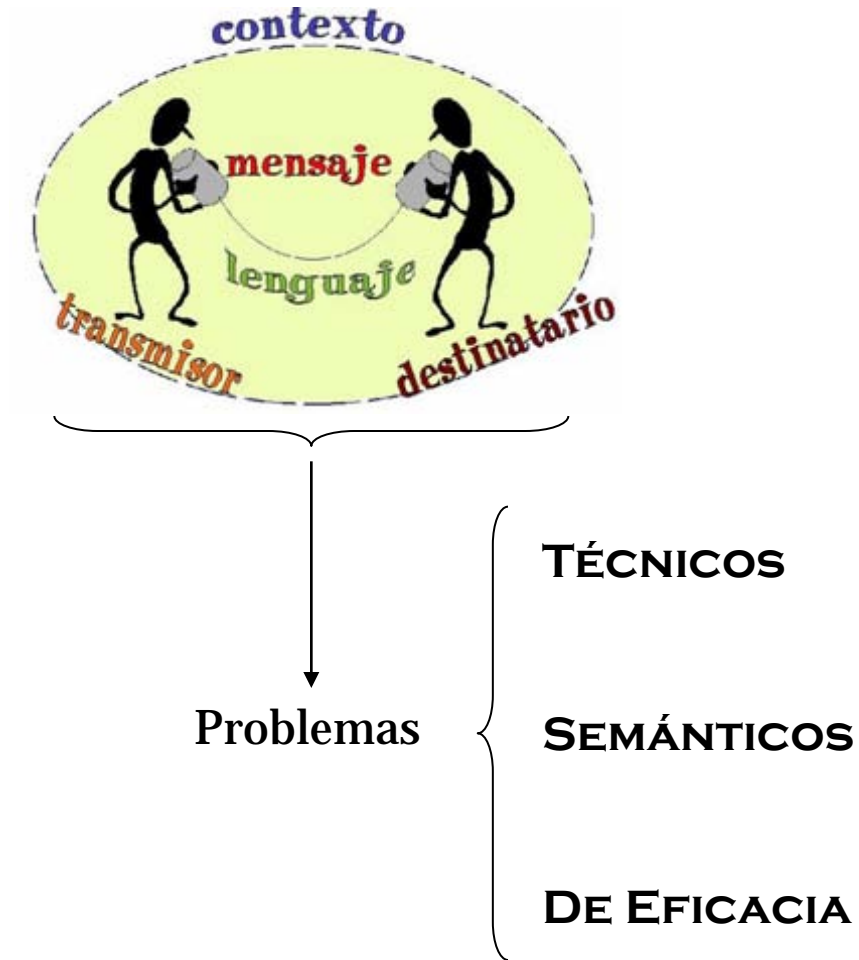 contexto
mensaje
lenguaje
transmisor
destinatario
TÉCNICOS
Problemas
SEMÁNTICOS
DE EFICACIA